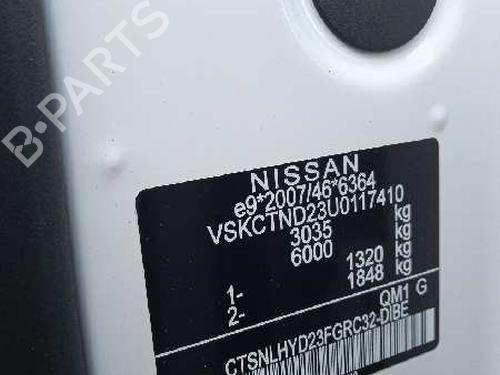 B-PARTS
NISSAN
e9*2007/46*6364
VSKCTND23U0117410
3035 kg
6000 kg
1- 1320 kg
2- 1848 kg
QM1 G
CTSNLHYD23FGRC32-DIBE